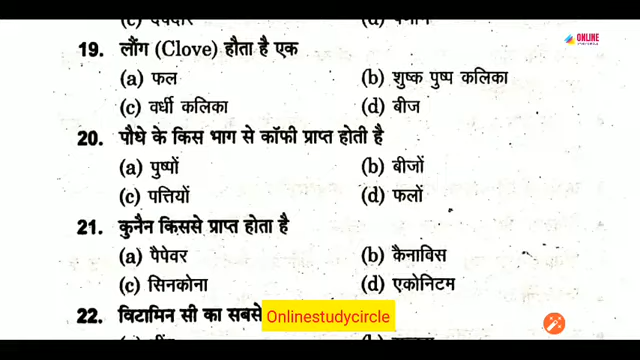 (c) देवदार (d)
ONLINE
19. लौंग (Clove) होता है एक
(a) फल (b) शुष्क पुष्प कलिका
(c) वर्धी कलिका (d) बीज
20. पौधे के किस भाग से कॉफी प्राप्त होती है
(a) पुष्पों (b) बीजों
(c) पत्तियों (d) फलों
21. कुनैन किससे प्राप्त होता है
(a) पैपेवर (b) कैनाविस
(c) सिनकोना (d) एकोनिटम
22. विटामिन सी का सबसे Onlinestudycircle